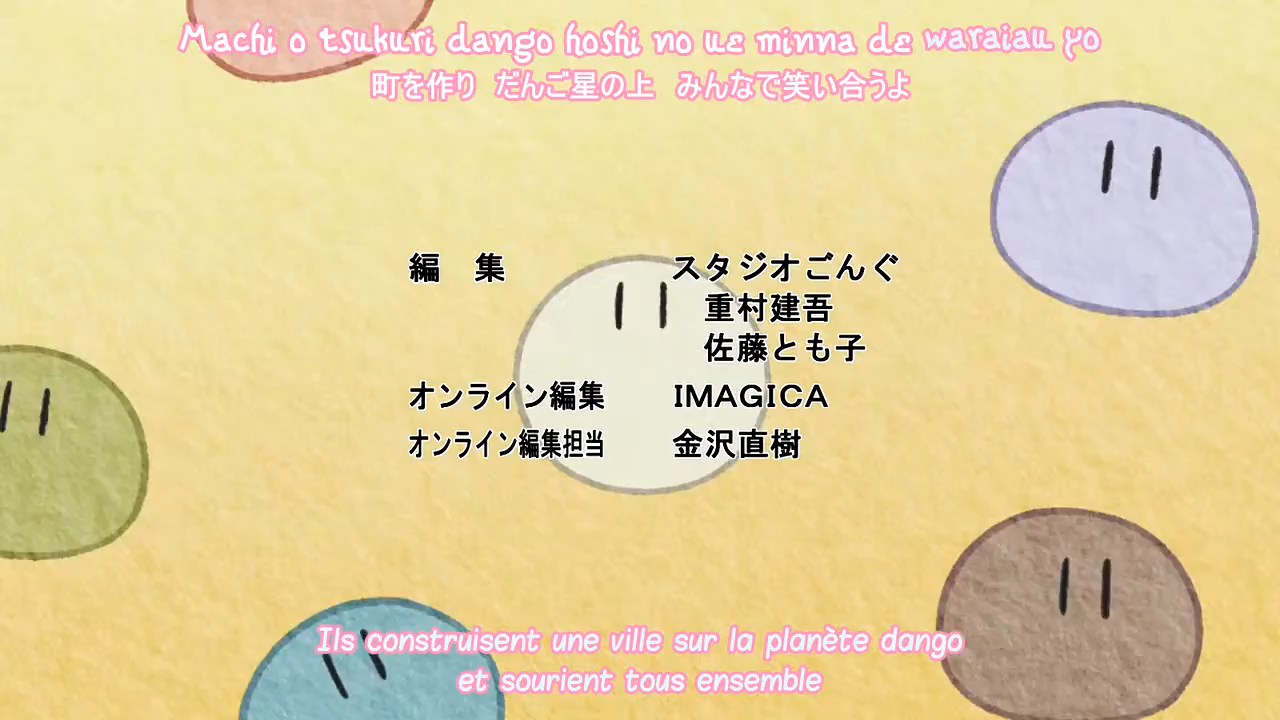 Machi o tsukuri dango hoshi no ue minna de waraiau yo
町を作り だんご星の上 みんなで笑い合うよ
編 集 スタジオごんぐ
重村建吾
佐藤とも子
オンライン編集 IMAGICA
オンライン編集担当 金沢直樹
Ils construisent une ville sur la planète dango
et sourient tous ensemble